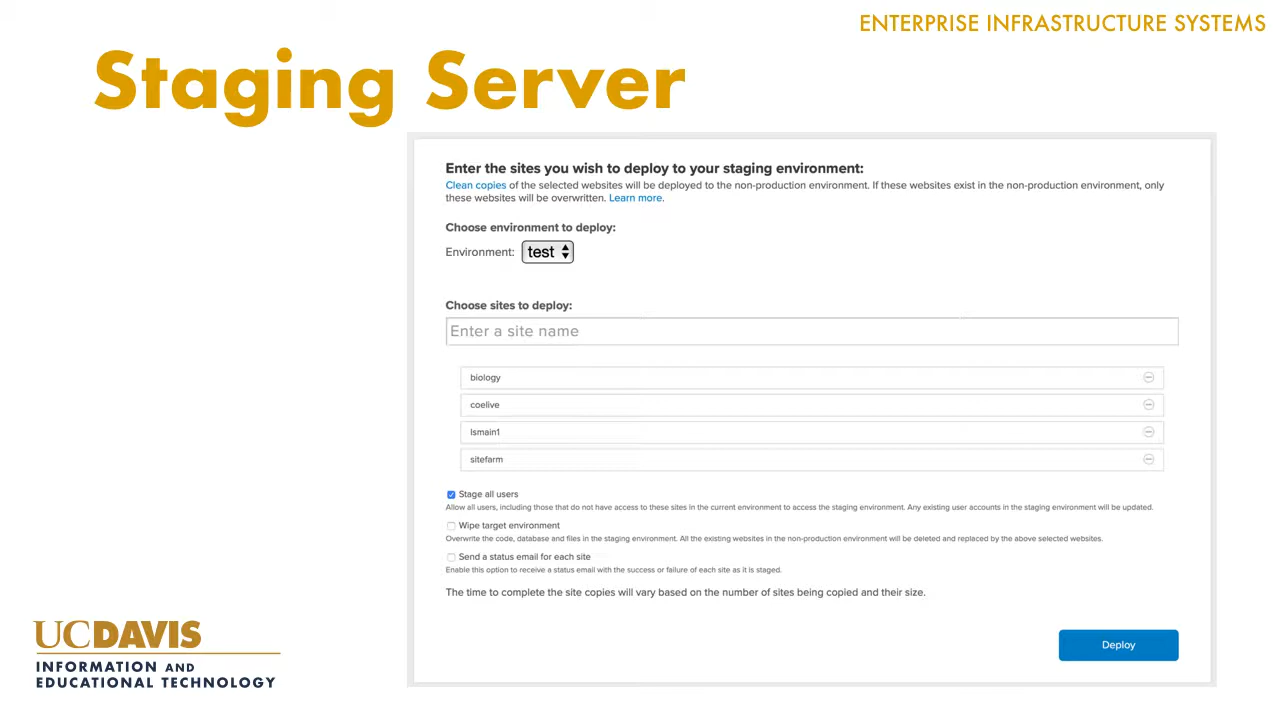 ENTERPRISE INFRASTRUCTURE SYSTEMS
Staging Server
Enter the sites you wish to deploy to your staging environment:
Clean copies of the selected websites will be deployed to the non-production environment. If these websites exist in the non-production environment, only
these websites will be overwritten. Learn more.
Choose environment to deploy:
Environment: test
Choose sites to deploy:
Enter a site name
biology
coelive
lsmain1
sitefarm
Stage all users
Allow all users, including those that do not have access to these sites in the current environment to access the staging environment. Any existing user accounts in the staging environment will be updated.
Wipe target environment
Overwrite the code, database and files in the staging environment. All the existing websites in the non-production environment will be deleted and replaced by the above selected websites.
Send a status email for each site
Enable this option to receive a status email with the success or failure of each site as it is staged.
The time to complete the site copies will vary based on the number of sites being copied and their size.
Deploy
UCDAVIS
INFORMATION AND
EDUCATIONAL TECHNOLOGY